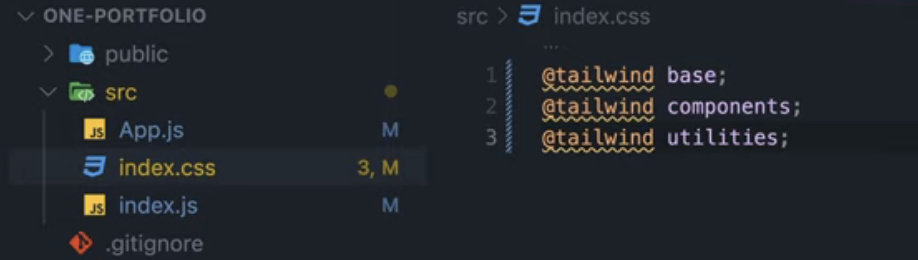 ONE-PORTFOLIO
public
src
JS App.js M
index.css 3, M
JS index.js M
.gitignore
src > index.css
...
1 @tailwind base;
2 @tailwind components;
3 @tailwind utilities;